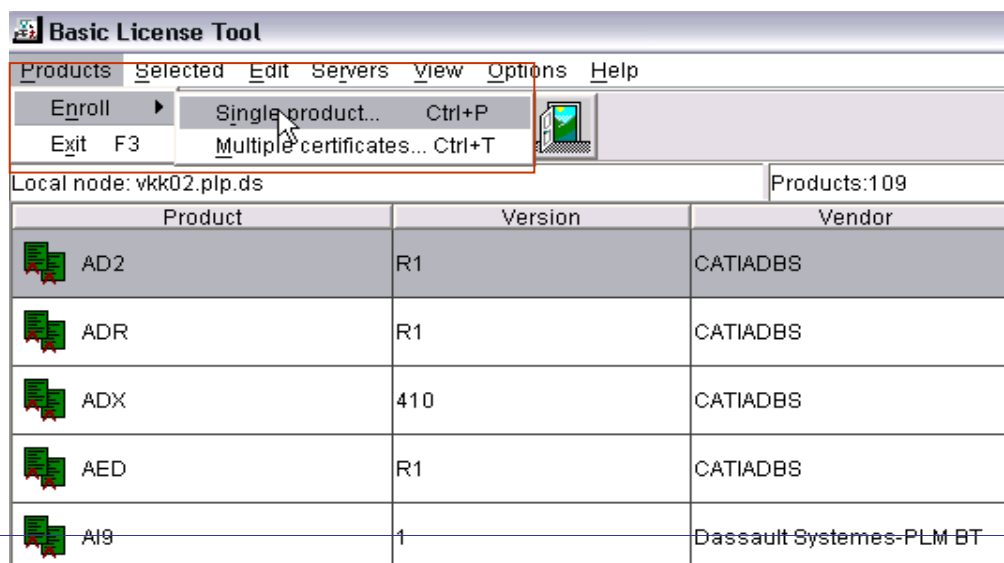 Basic License Tool
Products Selected Edit Servers View Options Help
Enroll
Single product... Ctrl+P
Exit F3
Multiple certificates... Ctrl+T
Local node: vkk02.plp.ds Products:109
Product Version Vendor
AD2 R1 CATIADBS
ADR R1 CATIADBS
ADX 410 CATIADBS
AED R1 CATIADBS
AI9 1 Dassault Systemes-PLM BT